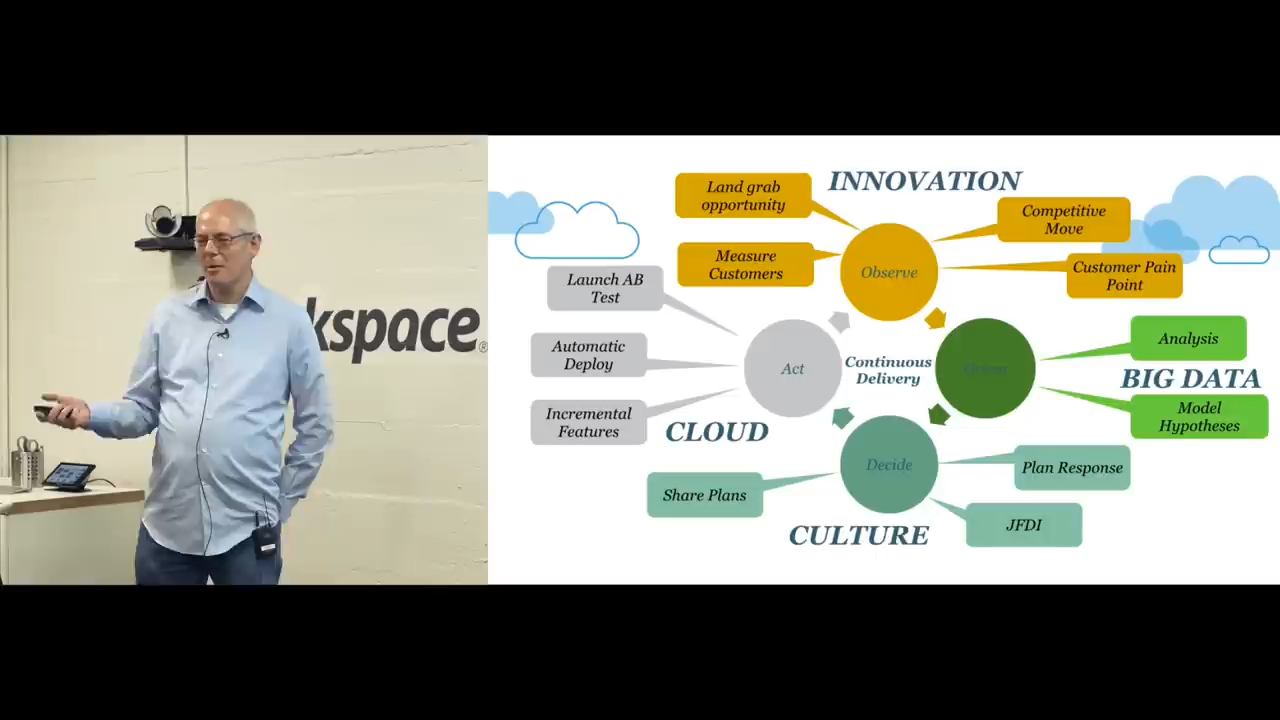 kspace®
INNOVATION
Land grab
opportunity
Measure
Customers
Competitive
Move
Customer Pain
Point
Observe
Launch AB
Test
Automatic
Deploy
Incremental
Features
Act
Continuous
Delivery
Orient
Analysis
BIG DATA
Model
Hypotheses
CLOUD
Decide
Share Plans
Plan Response
JFDI
CULTURE